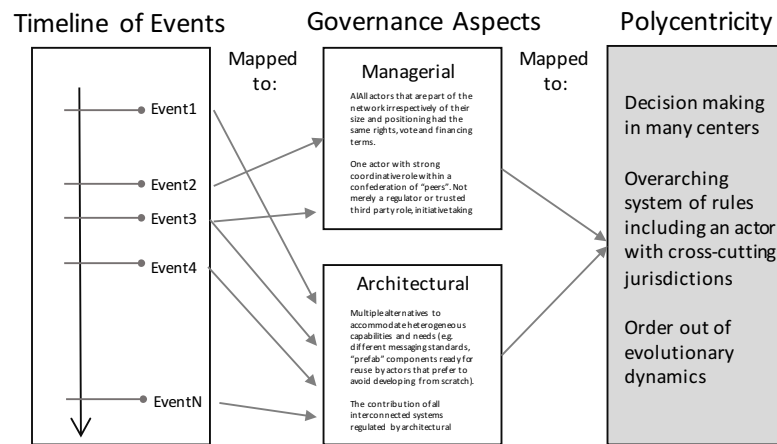 Timeline of Events
Governance Aspects
Polycentricity
Event1
Event2
Event3
Event4
EventN
Mapped
to:
Managerial
AlAll actors that are part of the
network irrespectively of their
size and positioning had the
same rights, vote and financing
terms.
One actor with strong
coordinative role within a
confederation of "peers". Not
merely a regulator or trusted
third party role, initiative taking
Architectural
Multiple alternatives to
accommodate heterogeneous
capabilities and needs (e.g.
different messaging standards,
"prefab" components ready for
reuse by actors that prefer to
avoid developing from scratch).
The contribution of all
interconnected systems
regulated by architectural
Mapped
to:
Decision making
in many centers
Overarching
system of rules
including an actor
with cross-cutting
jurisdictions
Order out of
evolutionary
dynamics